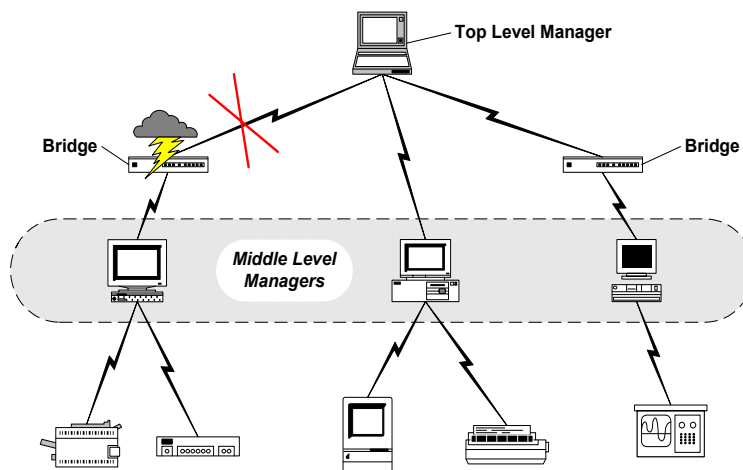 Top Level Manager
Bridge
Bridge
Middle Level
Managers